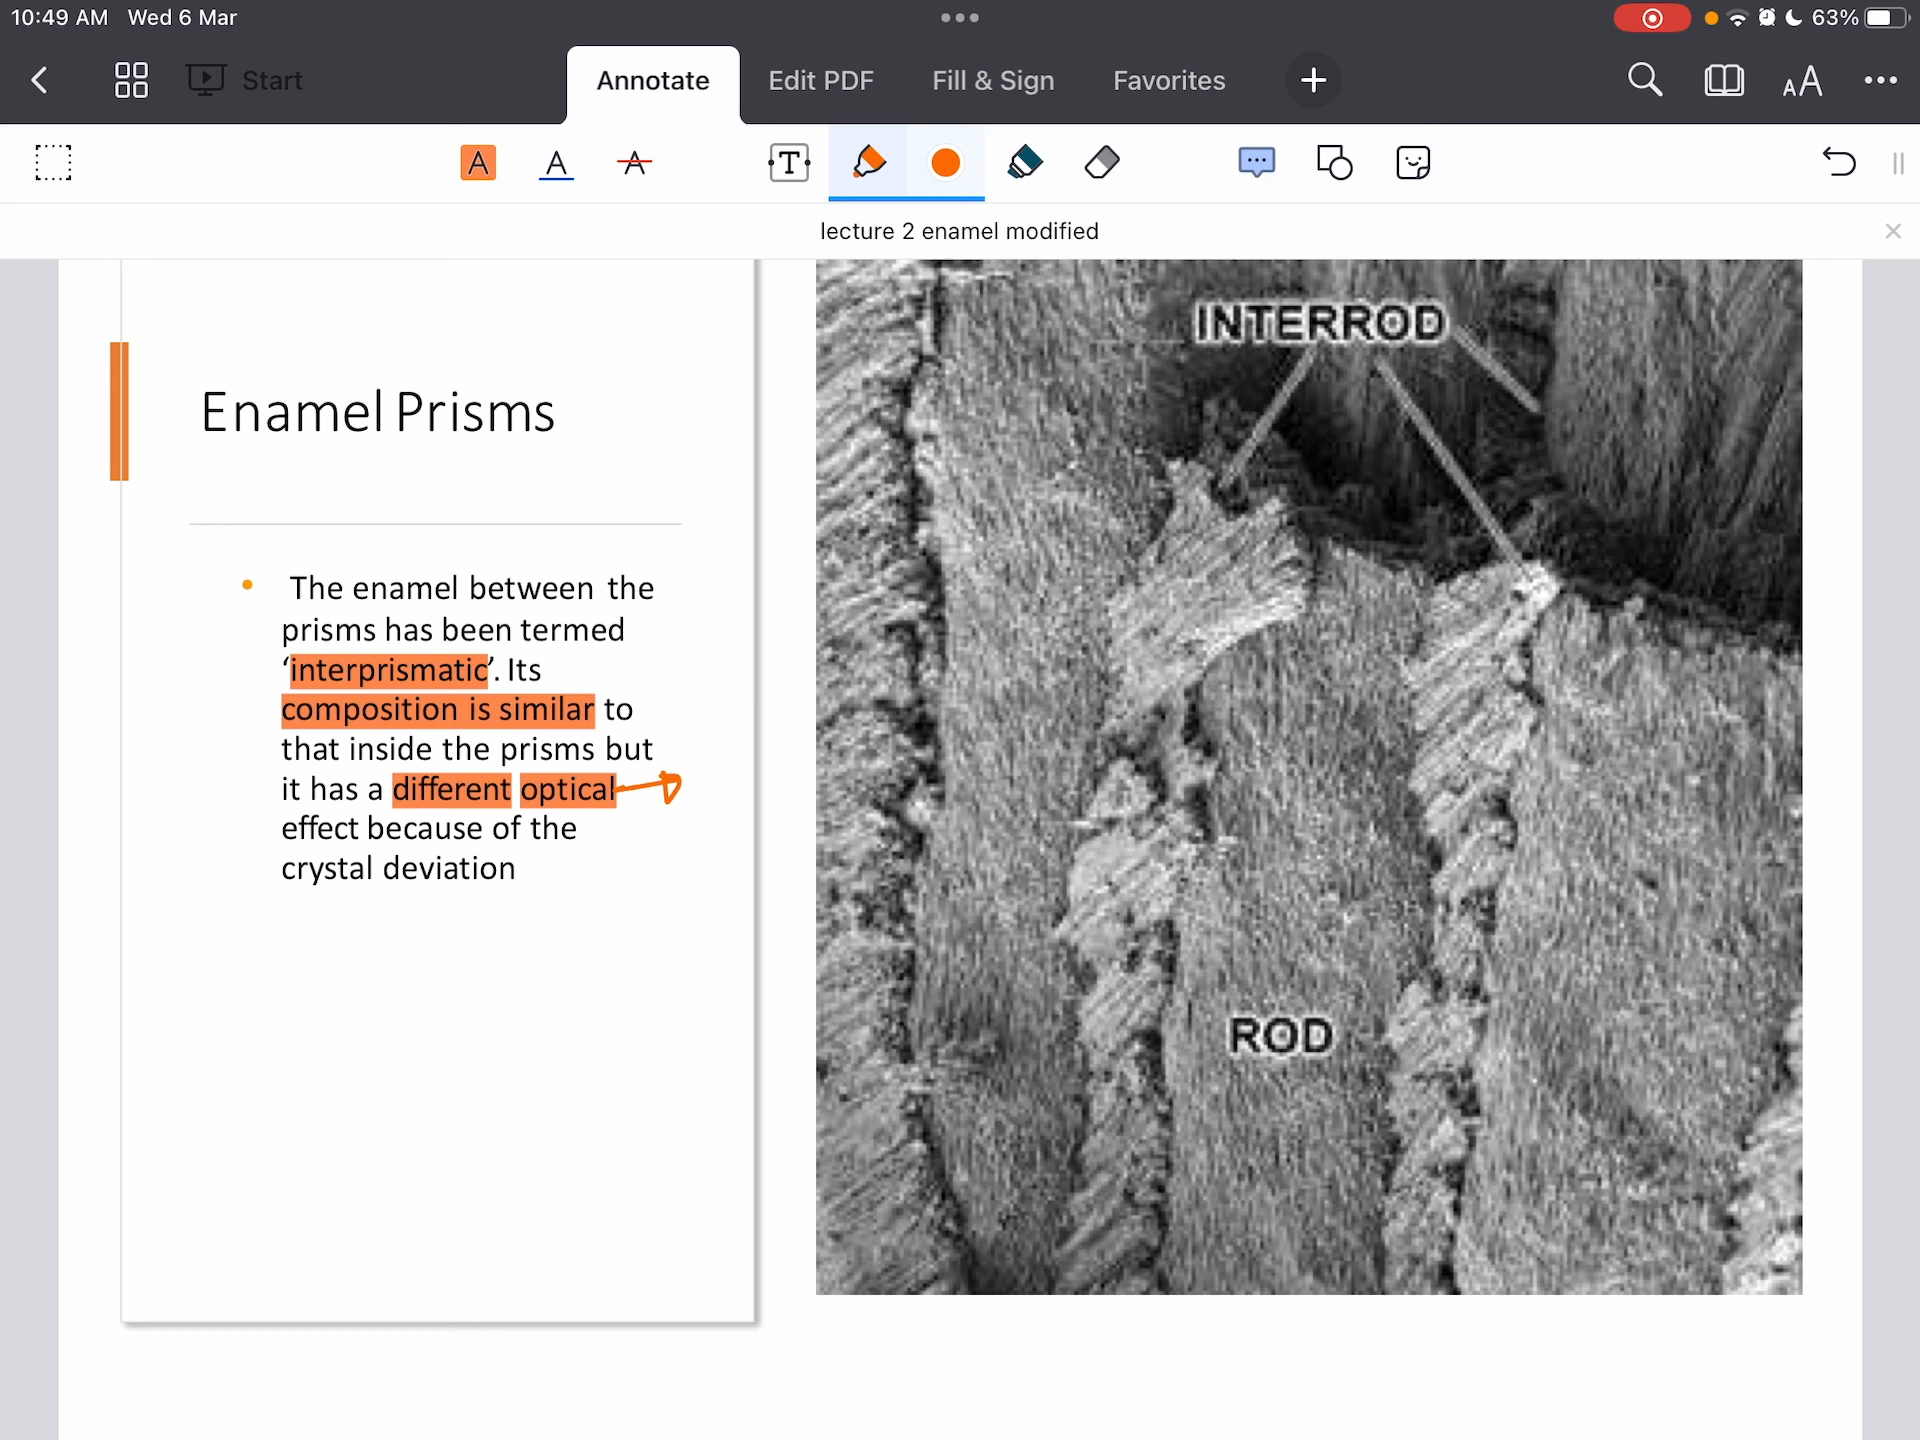 10:49 AM Wed 6 Mar
63%
Start
Annotate
Edit PDF
Fill & Sign
Favorites
AA
A
A
A
T
lecture 2 enamel modified
INTERROD
Enamel Prisms
• The enamel between the
prisms has been termed
‘interprismatic’. Its
composition is similar to
that inside the prisms but
it has a different optical
effect because of the
crystal deviation
ROD